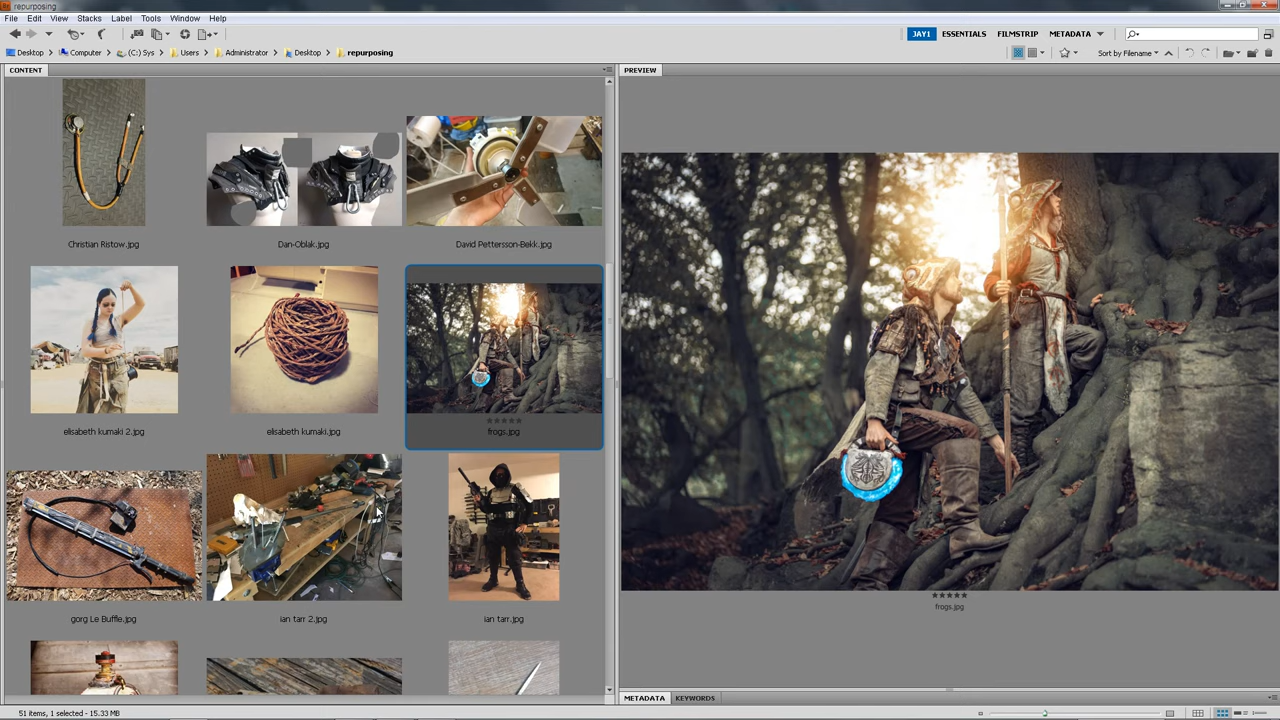 repurposing
File Edit View Stacks Label Tools Window Help
JAY1 ESSENTIALS FILMSTRIP METADATA
Desktop Computer (C:) Sys Users Administrator Desktop repurposing
Sort by Filename
CONTENT
PREVIEW
Christian Ristow.jpg
Dan-Oblak.jpg
David Pettersson-Bekk.jpg
elisabeth kumaki 2.jpg
elisabeth kumaki.jpg
frogs.jpg
gorg Le Buffle.jpg
ian tarr 2.jpg
ian tarr.jpg
frogs.jpg
METADATA KEYWORDS
51 items, 1 selected - 15.33 MB